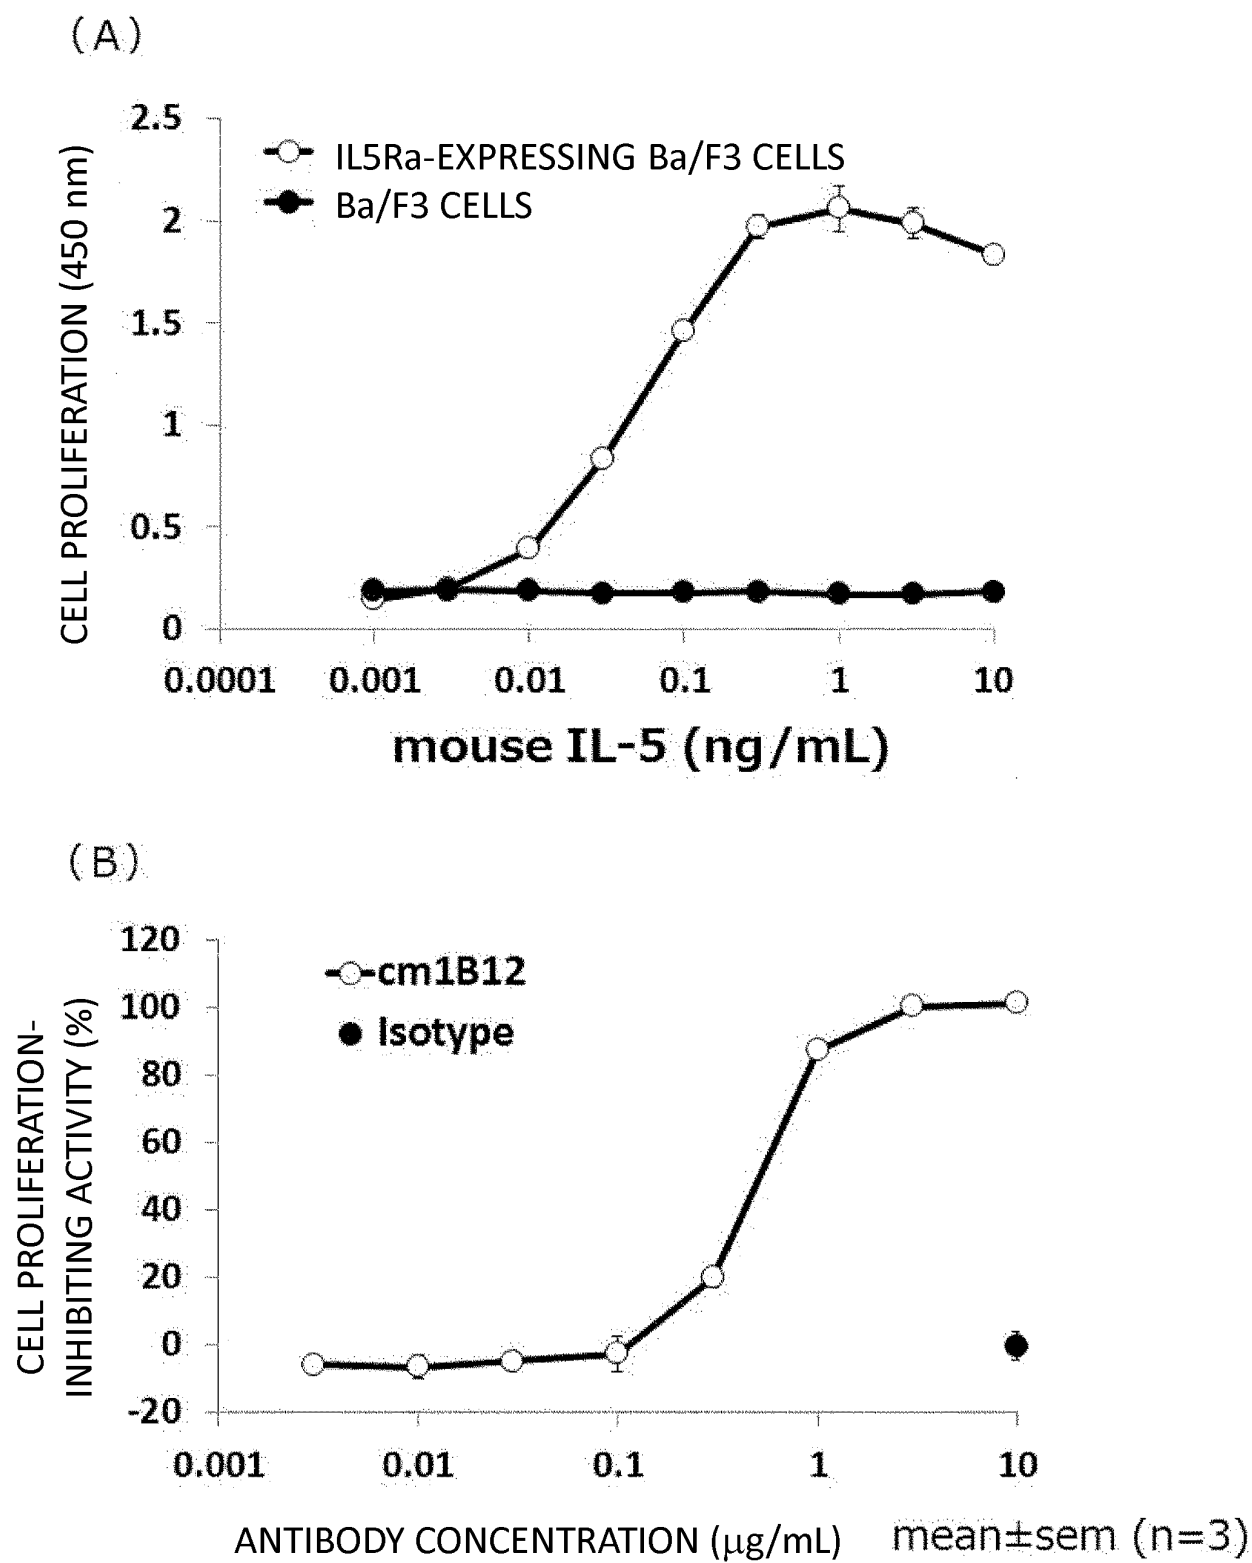 (A)
2.5
2
1.5
1
0.5
0
CELL PROLIFERATION (450 nm)
IL5Ra-EXPRESSING Ba/F3 CELLS
Ba/F3 CELLS
0.0001 0.001 0.01 0.1 1 10
mouse IL-5 (ng/mL)
(B)
120
100
80
60
40
20
0
-20
CELL PROLIFERATION-
INHIBITING ACTIVITY (%)
cm1B12
Isotype
0.001 0.01 0.1 1 10
ANTIBODY CONCENTRATION (μg/mL) mean±sem (n=3)